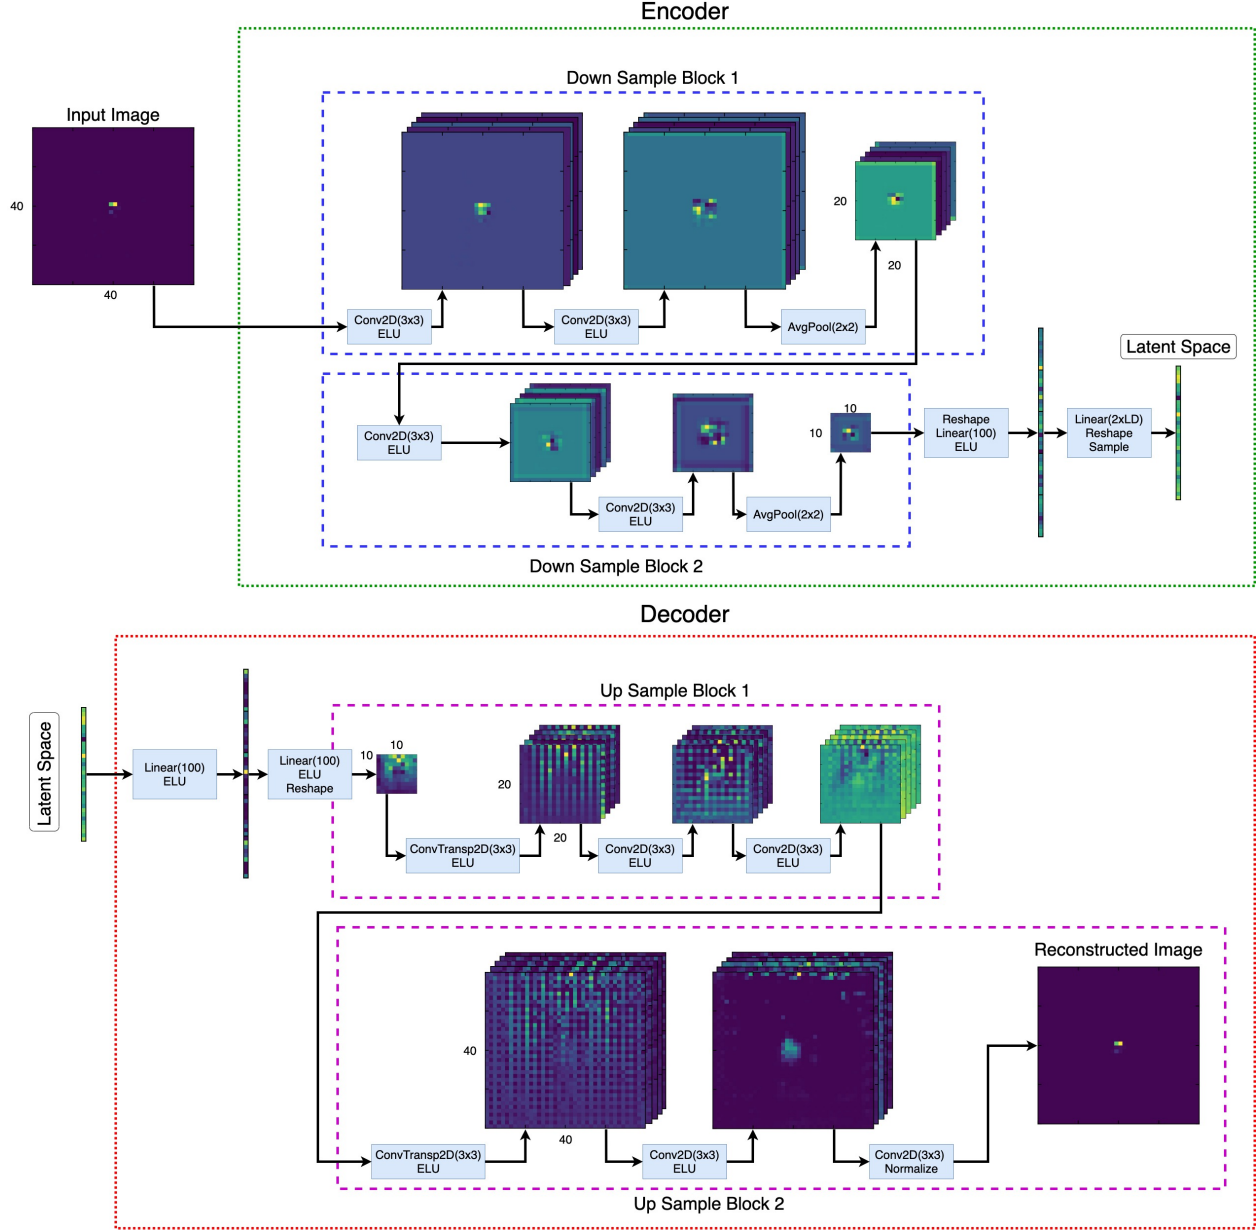 Encoder
Down Sample Block 1
Input Image
40
40
20
20
Conv2D(3x3)
ELU
Conv2D(3x3)
ELU
AvgPool(2x2)
Latent Space
Conv2D(3x3)
ELU
10
10
Reshape
Linear(100)
ELU
Linear(2xLD)
Reshape
Sample
Conv2D(3x3)
ELU
AvgPool(2x2)
Down Sample Block 2
Decoder
Up Sample Block 1
Latent Space
Linear(100)
ELU
Linear(100)
ELU
Reshape
10
10
20
20
ConvTransp2D(3x3)
ELU
Conv2D(3x3)
ELU
Conv2D(3x3)
ELU
Reconstructed Image
40
40
ConvTransp2D(3x3)
ELU
Conv2D(3x3)
ELU
Conv2D(3x3)
Normalize
Up Sample Block 2